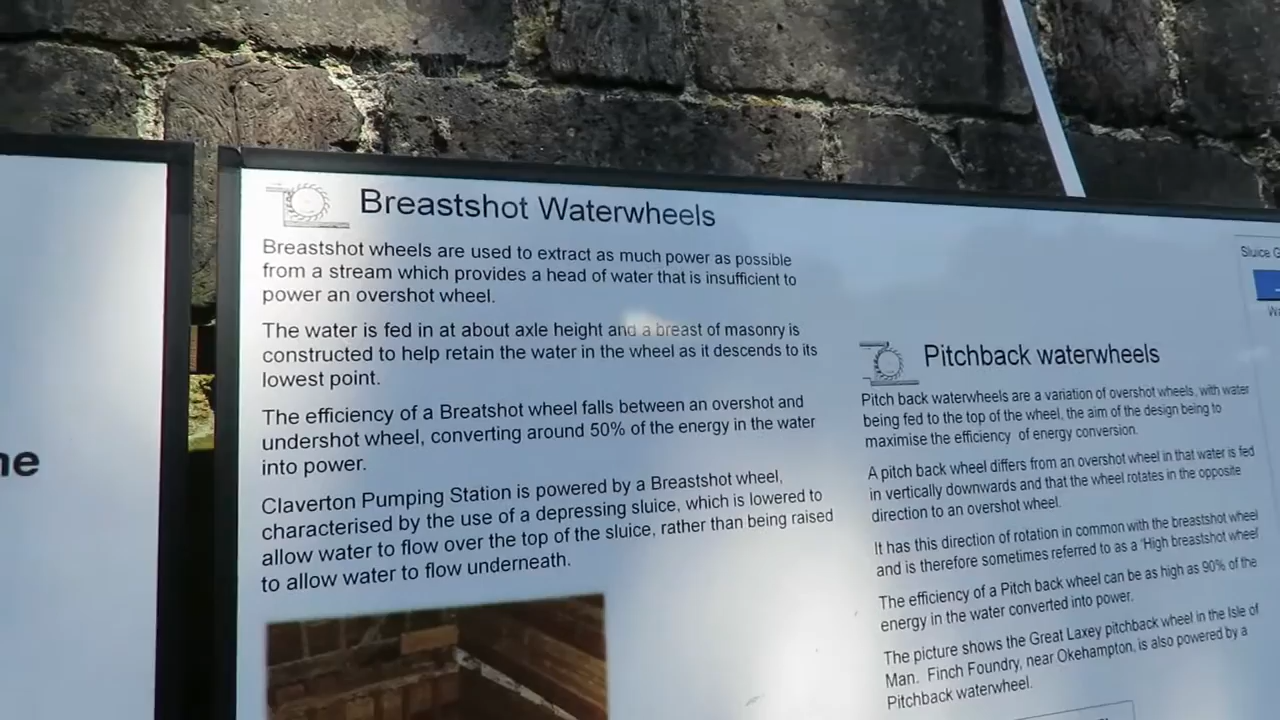 ne
Breastshot Waterwheels
Breastshot wheels are used to extract as much power as possible
from a stream which provides a head of water that is insufficient to
power an overshot wheel.
The water is fed in at about axle height and a breast of masonry is
constructed to help retain the water in the wheel as it descends to its
lowest point.
The efficiency of a Breatshot wheel falls between an overshot and
undershot wheel, converting around 50% of the energy in the water
into power.
Claverton Pumping Station is powered by a Breastshot wheel,
characterised by the use of a depressing sluice, which is lowered to
allow water to flow over the top of the sluice, rather than being raised
to allow water to flow underneath.
Sluice G
Pitchback waterwheels
Pitch back waterwheels are a variation of overshot wheels, with water
being fed to the top of the wheel, the aim of the design being to
maximise the efficiency of energy conversion.
A pitch back wheel differs from an overshot wheel in that water is fed
in vertically downwards and that the wheel rotates in the opposite
direction to an overshot wheel.
It has this direction of rotation in common with the breastshot wheel
and is therefore sometimes referred to as a 'High breastshot wheel'
The efficiency of a Pitch back wheel can be as high as 90% of the
energy in the water converted into power.
The picture shows the Great Laxey pitchback wheel in the Isle of
Man. Finch Foundry, near Okehampton, is also powered by a
Pitchback waterwheel.